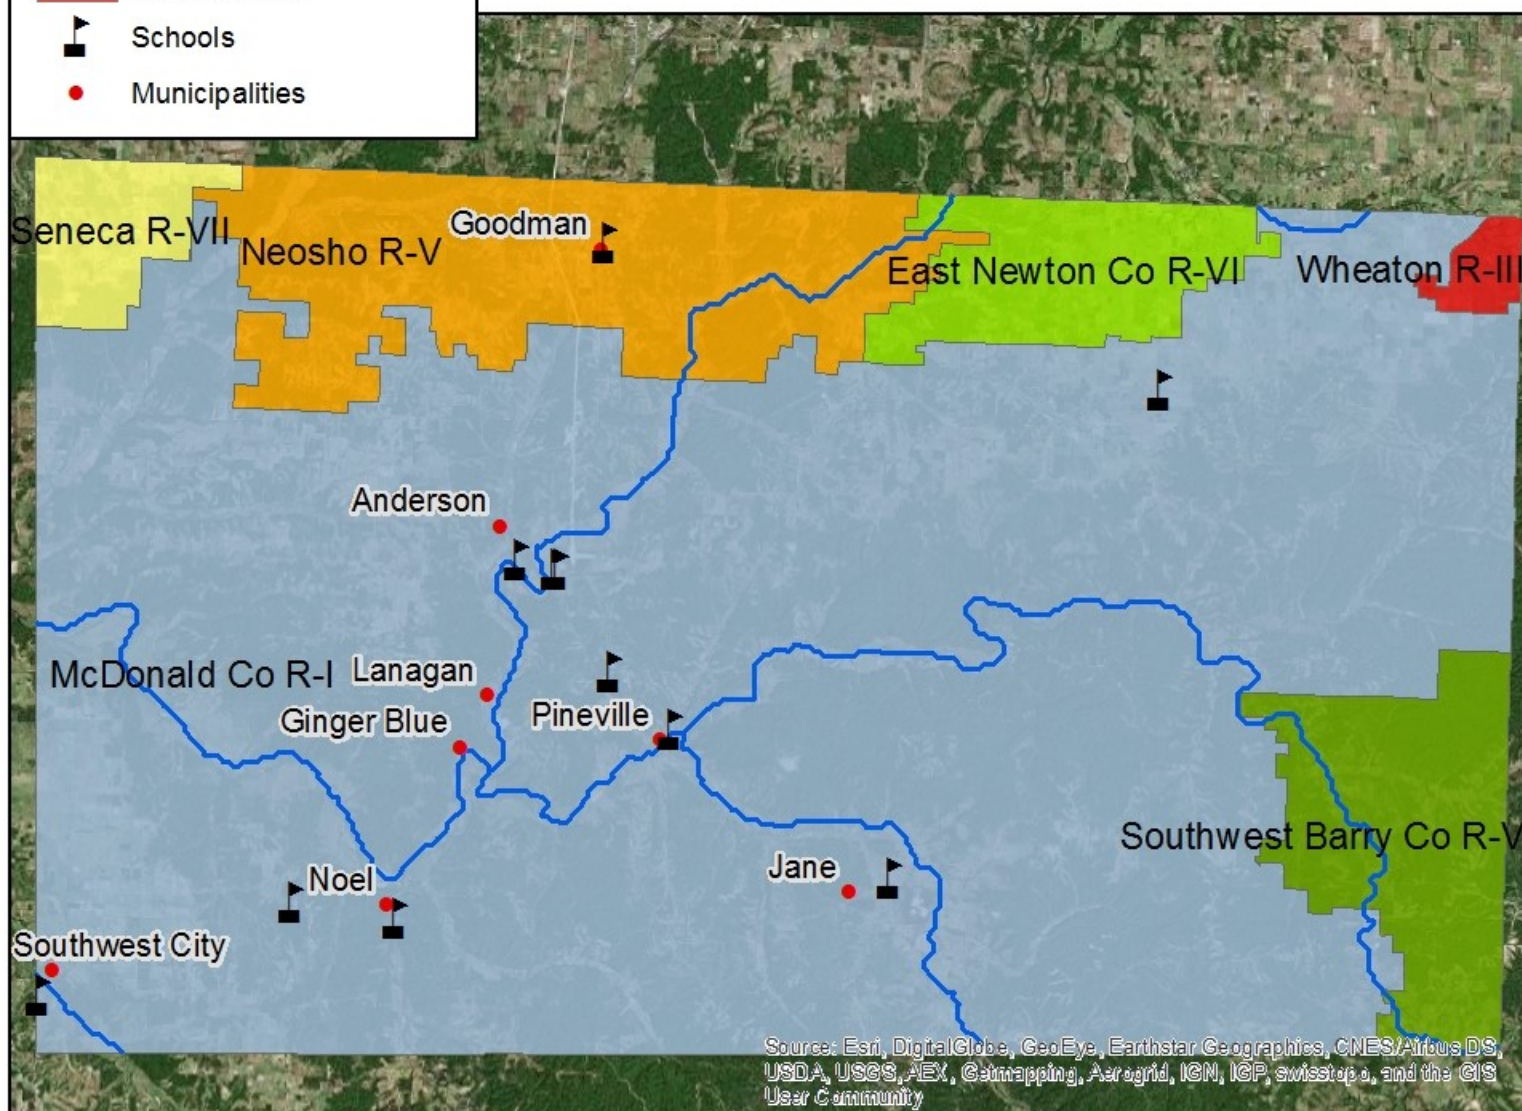 Schools
Municipalities
Seneca R-VII
Neosho R-V
Goodman
East Newton Co R-VI
Wheaton R-III
Anderson
McDonald Co R-I
Lanagan
Ginger Blue
Pineville
Southwest Barry Co R-V
Noel
Jane
Southwest City
Source: Esri, DigitalGlobe, GeoEye, Earthstar Geographics, CNES/Airbus DS,
USDA, USGS, AEX, Getmapping, Aerogrid, IGN, IGP, swisstopo, and the GIS
User Community